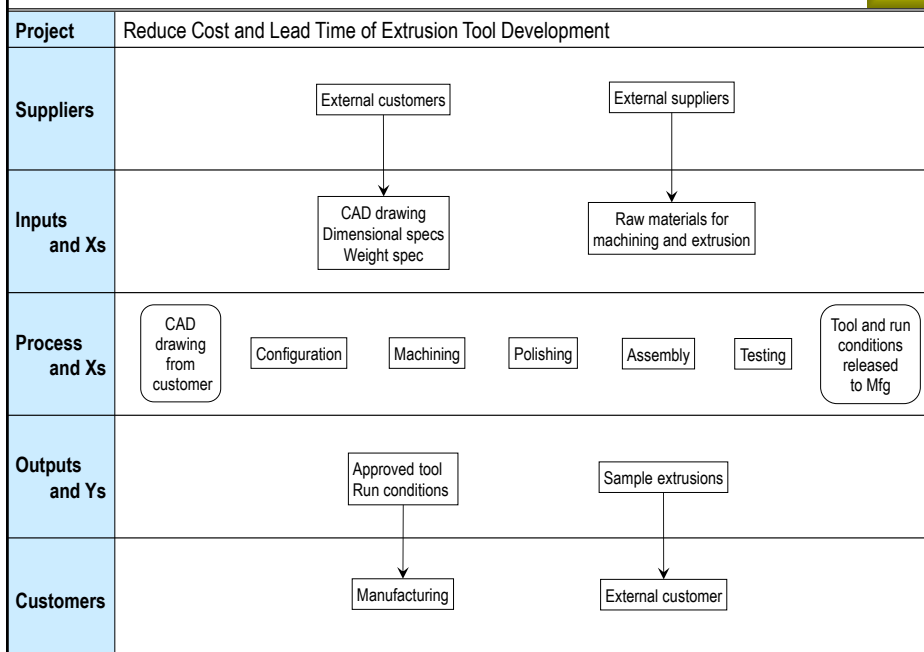 Project
Reduce Cost and Lead Time of Extrusion Tool Development
Suppliers
External customers
External suppliers
Inputs
and Xs
CAD drawing
Dimensional specs
Weight spec
Raw materials for
machining and extrusion
Process
and Xs
CAD
drawing
from
customer
Configuration
Machining
Polishing
Assembly
Testing
Tool and run
conditions
released
to Mfg
Outputs
and Ys
Approved tool
Run conditions
Sample extrusions
Customers
Manufacturing
External customer